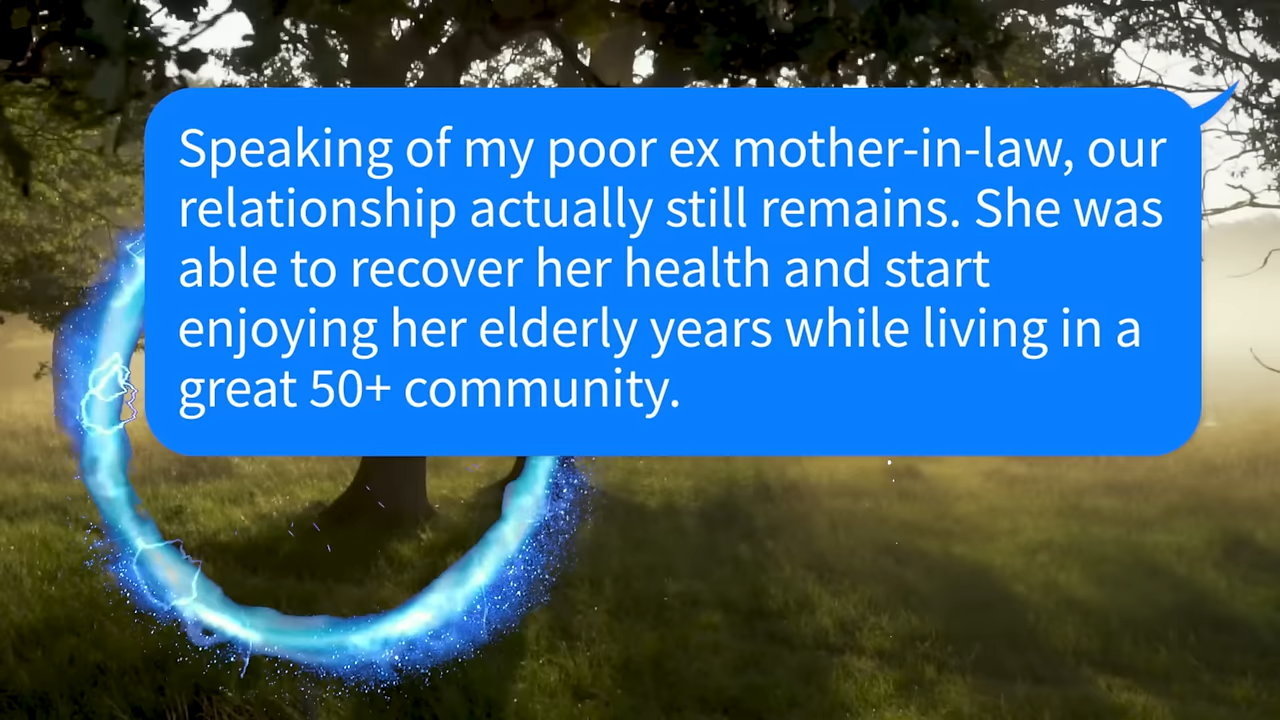 Speaking of my poor ex mother-in-law, our
relationship actually still remains. She was
able to recover her health and start
enjoying her elderly years while living in a
great 50+ community.